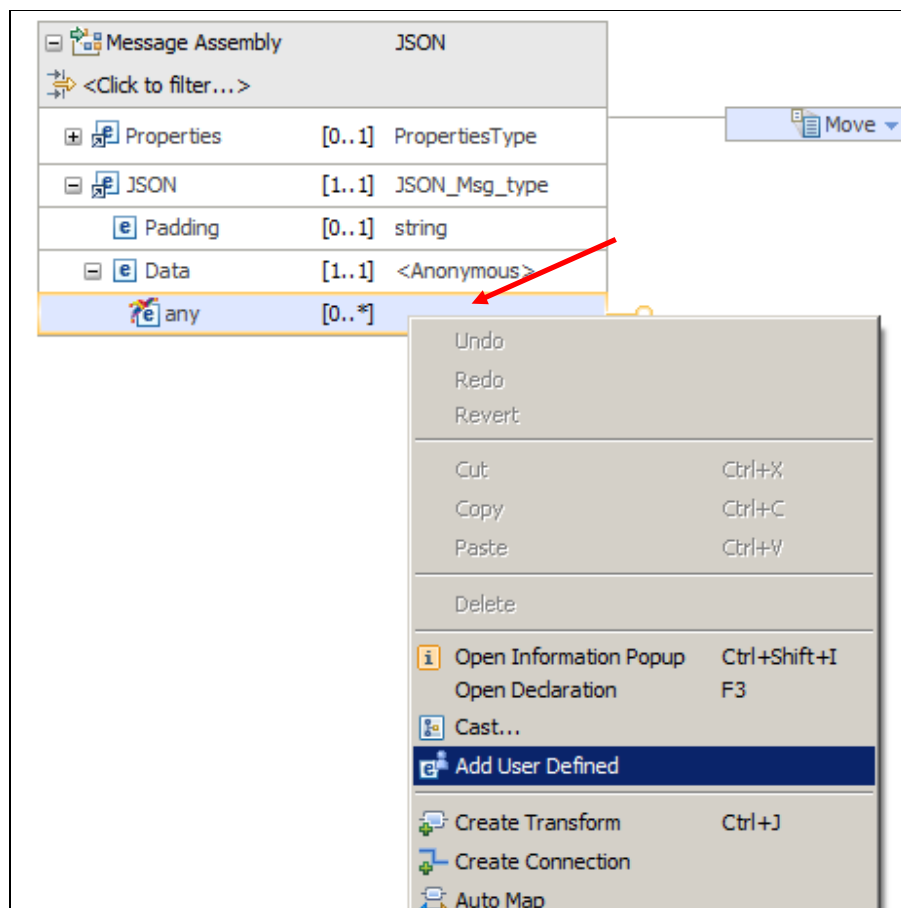 Message Assembly JSON
<Click to filter...>
Properties [0..1] PropertiesType
Move
JSON [1..1] JSON_Msg_type
Padding [0..1] string
Data [1..1] <Anonymous>
any [0..*]
Undo
Redo
Revert
Cut Ctrl+X
Copy Ctrl+C
Paste Ctrl+V
Delete
Open Information Popup Ctrl+Shift+I
Open Declaration F3
Cast...
Add User Defined
Create Transform Ctrl+J
Create Connection
Auto Map